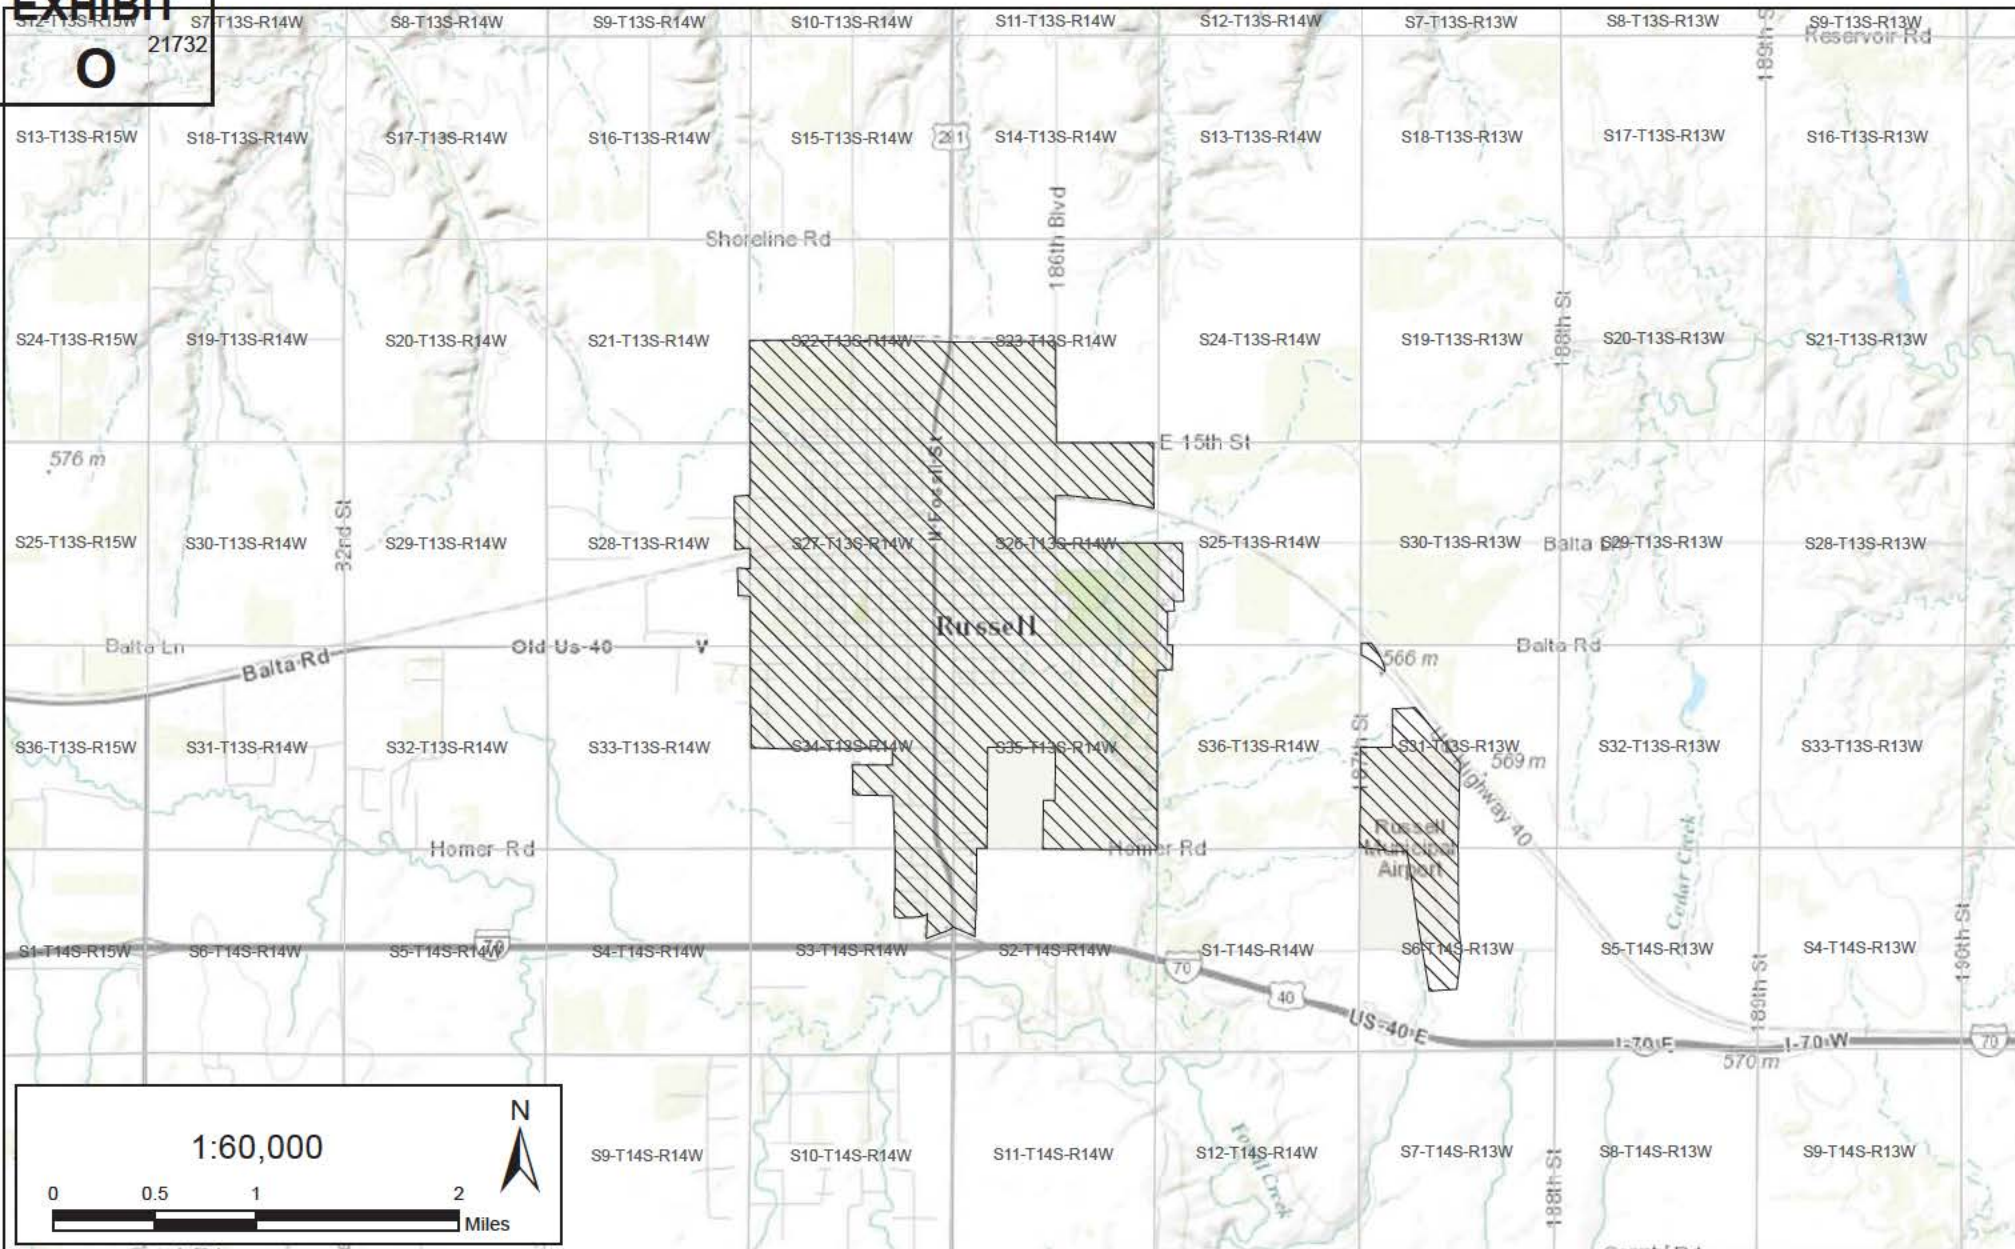 EXHIBIT
21732
O
S12-T13S-R15W S7-T13S-R14W S8-T13S-R14W S9-T13S-R14W S10-T13S-R14W S11-T13S-R14W S12-T13S-R14W S7-T13S-R13W S8-T13S-R13W S9-T13S-R13W
Reservoir Rd
189th S
S13-T13S-R15W S18-T13S-R14W S17-T13S-R14W S16-T13S-R14W S15-T13S-R14W 281 S14-T13S-R14W S13-T13S-R14W S18-T13S-R13W S17-T13S-R13W S16-T13S-R13W
Shoreline Rd
186th Blvd
S24-T13S-R15W S19-T13S-R14W S20-T13S-R14W S21-T13S-R14W S22-T13S-R14W S23-T13S-R14W S24-T13S-R14W S19-T13S-R13W 188th St S20-T13S-R13W S21-T13S-R13W
E 15th St
576 m
32nd St
N Fossil St
S25-T13S-R15W S30-T13S-R14W S29-T13S-R14W S28-T13S-R14W S27-T13S-R14W S26-T13S-R14W S25-T13S-R14W S30-T13S-R13W Balta S29-T13S-R13W S28-T13S-R13W
Russell
Balta Ln Balta Rd Old Us-40 V 566 m Balta Rd
S36-T13S-R15W S31-T13S-R14W S32-T13S-R14W S33-T13S-R14W S34-T13S-R14W S35-T13S-R14W S36-T13S-R14W 187th St S31-T13S-R13W S32-T13S-R13W S33-T13S-R13W
569 m
Highway 40
Russell
Municipal
Airport
Homer Rd Homer Rd
Cedar Creek
190th St
S1-T14S-R15W S6-T14S-R14W S5-T14S-R14W 70 S4-T14S-R14W S3-T14S-R14W S2-T14S-R14W S1-T14S-R14W S6-T14S-R13W S5-T14S-R13W S4-T14S-R13W
70
40
189th St
US-40 E I-70 E I-70 W 70
570 m
1:60,000
N
0 0.5 1 2
Miles
S9-T14S-R14W S10-T14S-R14W S11-T14S-R14W S12-T14S-R14W S7-T14S-R13W S8-T14S-R13W S9-T14S-R13W
Fossil Creek
188th St